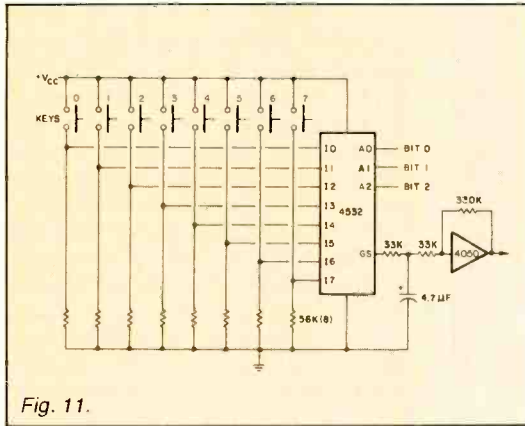 +VCC
KEYS
0 1 2 3 4 5 6 7
I0 A0 BIT 0
I1 A1 BIT 1
I2 A2 BIT 2
I3
4532
I4
I5
I6 GS 33K 33K 330K 4050
I7
56K(8)
4.7µF
Fig. 11.